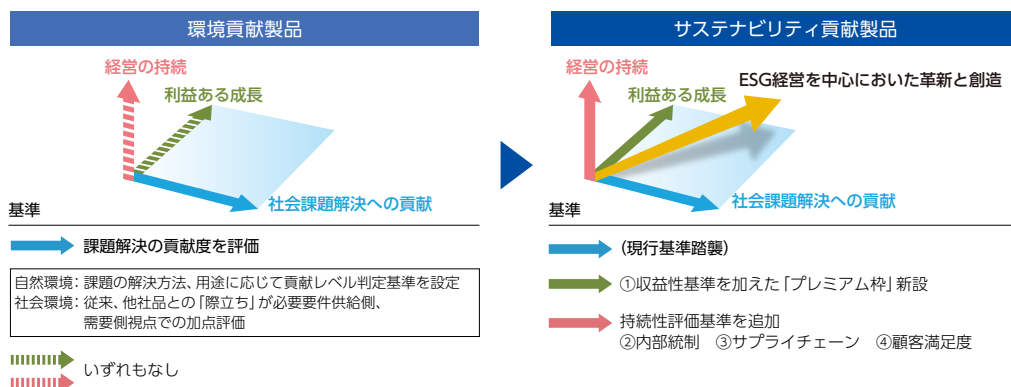 環境貢献製品
経営の持続
利益ある成長
社会課題解決への貢献
基準
課題解決の貢献度を評価
自然環境：課題の解決方法、用途に応じて貢献レベル判定基準を設定
社会環境：従来、他社品との「際立ち」が必要要件供給側、
需要側視点での加点評価
いずれもなし
サステナビリティ貢献製品
経営の持続
ESG経営を中心においた革新と創造
利益ある成長
社会課題解決への貢献
基準
（現行基準踏襲）
①収益性基準を加えた「プレミアム枠」新設
持続性評価基準を追加
②内部統制　③サプライチェーン　④顧客満足度